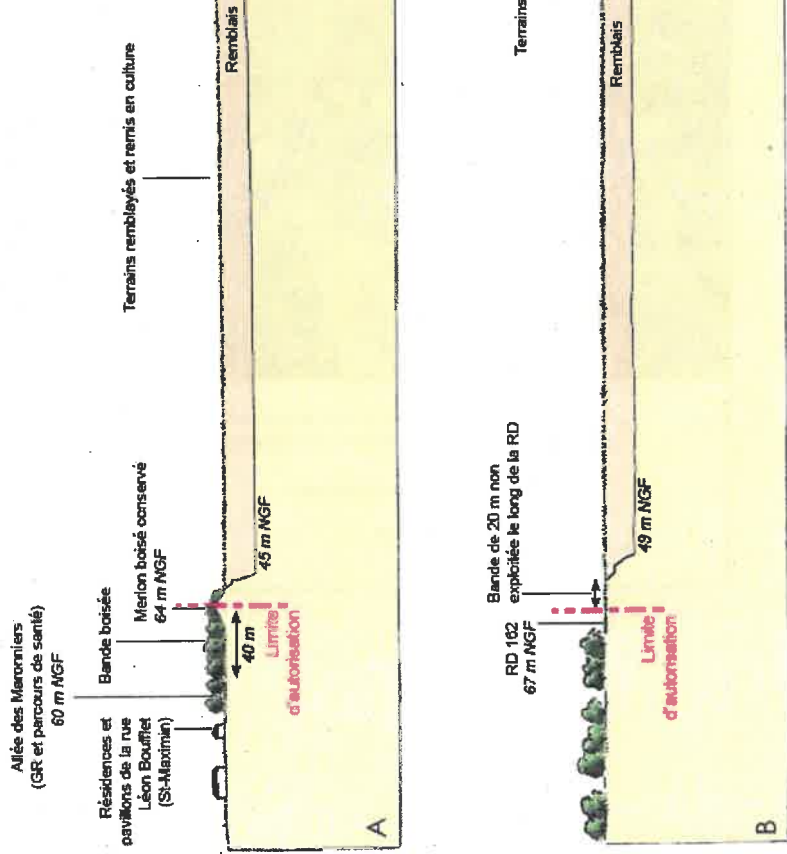 Allée des Maronniers
(GR et parcours de santé)
60 m NGF
Résidences et
pavillons de la rue
Léon Boufflet
(St-Maximin)
Bande boisée
Merlon boisé conservé
64 m NGF
Terrains remblayés et remis en culture
Remblais
40 m
Limite
d'autorisation
45 m NGF
A
RD 162
67 m NGF
Bande de 20 m non
exploitée le long de la RD
Terrains
Remblais
49 m NGF
Limite
d'autorisation
B